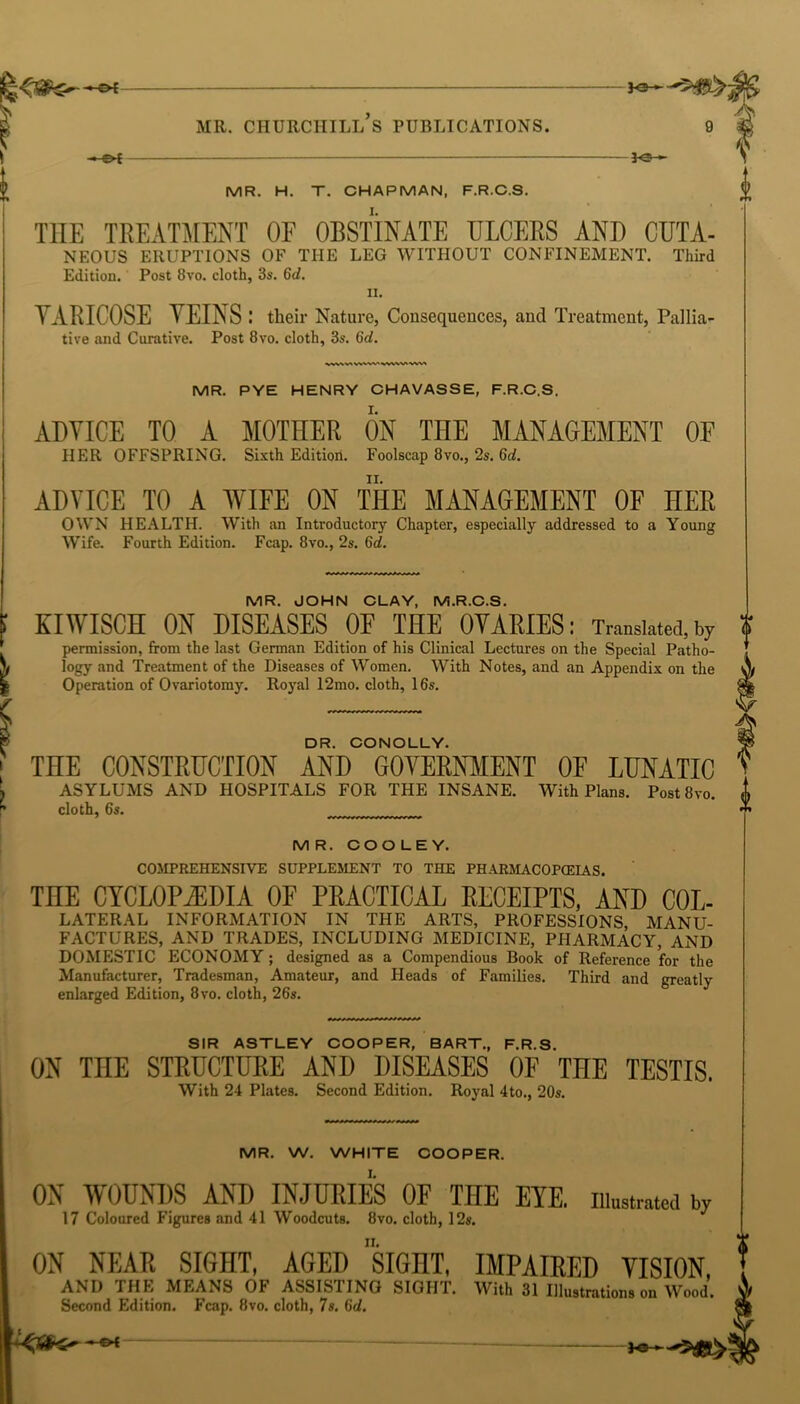 MR. CHURCHILL'S PUBLICATIONS. 9
MR. H. T. CHAPMAN, F.R.C.S.
I.
THE TREATMENT OF OBSTINATE ULCERS AND CUTA-
NEOUS ERUPTIONS OF THE LEG WITHOUT CONFINEMENT. Third
Edition. Post 8vo. cloth, 3s. 6d.
II.
VARICOSE VEINS: their Nature, Consequences, and Treatment, Pallia-
tive and Curative. Post 8vo. cloth, 3s. 6d.
MR. PYE HENRY CHAVASSE, F.R.C.S.
I.
ADVICE TO A MOTHER ON THE MANAGEMENT OF
HER OFFSPRING. Sixth Edition. Foolscap 8vo., 2s. 6d.
II.
ADVICE TO A WIFE ON THE MANAGEMENT OF HER
OWN HEALTH. With an Introductory Chapter, especially addressed to a Young
Wife. Fourth Edition. Fcap. 8vo., 2s. 6d.
MR. JOHN CLAY, M.R.C.S.
KIWISCH ON DISEASES OF THE OVARIES: Translated, by
permission, from the last German Edition of his Clinical Lectures on the Special Patho-
logy and Treatment of the Diseases of Women. With Notes, and an Appendix on the
Operation of Ovariotomy. Royal 12mo. cloth, 16s.
DR. CONOLLY.
THE CONSTRUCTION AND GOVERNMENT OF LUNATIC
ASYLUMS AND HOSPITALS FOR THE INSANE. With Plans. Post 8vo.
cloth, 6s.
MR. COOLEY.
COMPREHENSIVE SUPPLEMENT TO THE PHARMACOPŒIAS.
THE CYCLOPÆDIA OF PRACTICAL RECEIPTS, AND COL-
LATERAL INFORMATION IN THE ARTS, PROFESSIONS, MANU-
FACTURES, AND TRADES, INCLUDING MEDICINE, PHARMACY, AND
DOMESTIC ECONOMY; designed as a Compendious Book of Reference for the
Manufacturer, Tradesman, Amateur, and Heads of Families. Third and greatly
enlarged Edition, 8vo. cloth, 26s.
SIR ASTLEY COOPER, BART., F.R.S.
ON THE STRUCTURE AND DISEASES OF THE TESTIS.
With 24 Plates. Second Edition. Royal 4to., 20s.
MR. W. WHITE COOPER.
I.
ON WOUNDS AND INJURIES OF THE EYE. Illustrated by
17 Coloured Figures and 41 Woodcuts. 8vo. cloth, 12s.
II.
ON NEAR SIGHT, AGED SIGHT, IMPAIRED VISION,
AND THE MEANS OF ASSISTING SIGHT. With 31 Illustrations on Wood.
Second Edition. Fcap. 8vo. cloth, 7s. 6d.